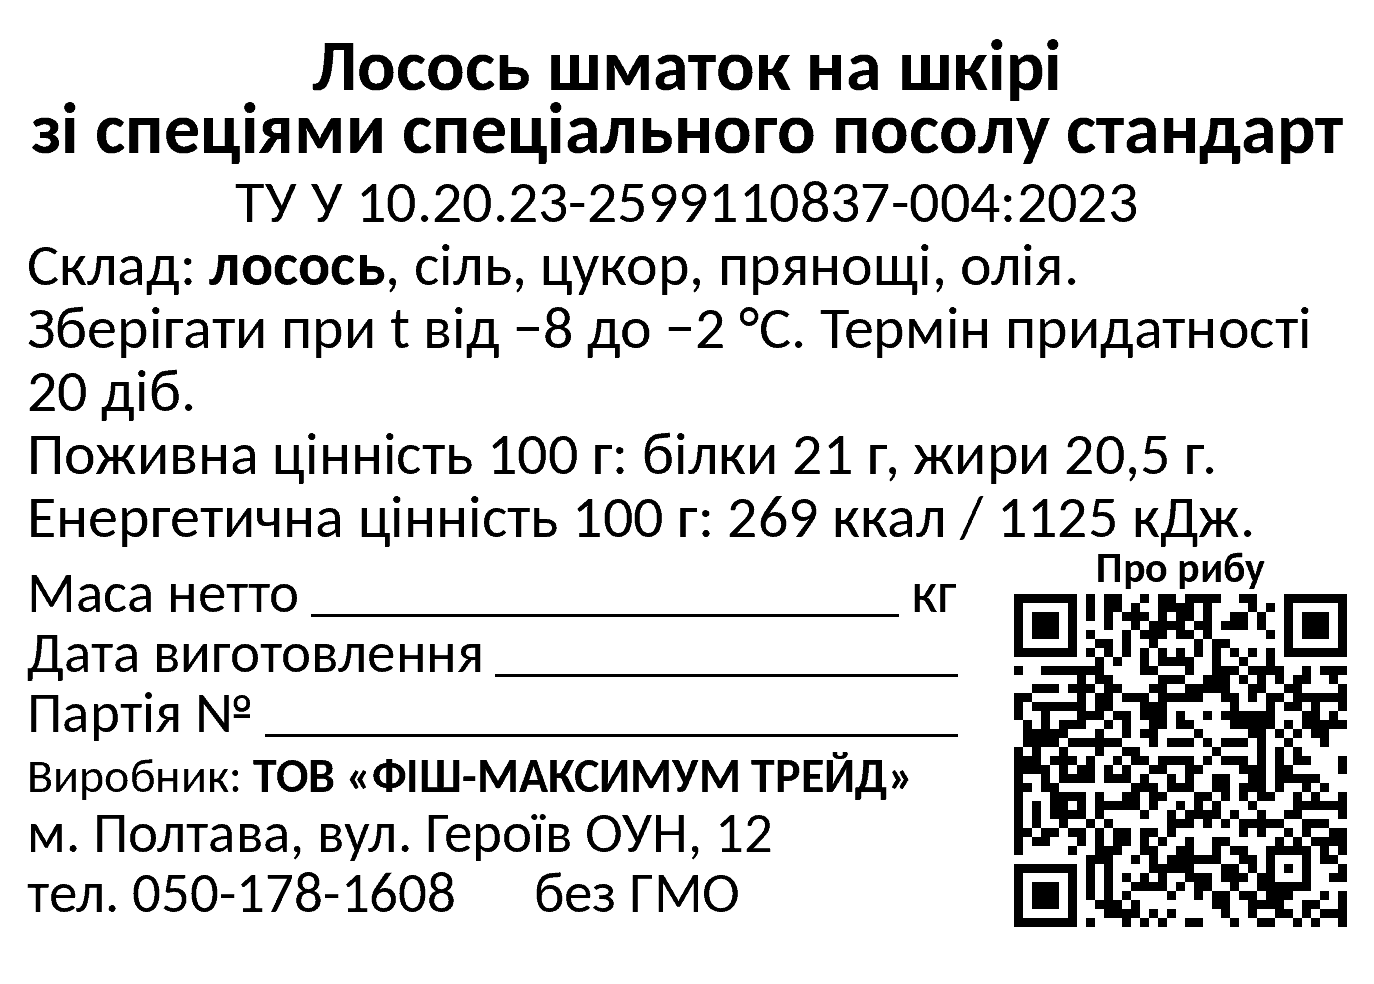 Лосось шматок на шкірі
зі спеціями спеціального посолу стандарт
ТУ У 10.20.23-2599110837-004:2023
Склад: лосось, сіль, цукор, прянощі, олія.
Зберігати при t від −8 до −2 °С. Термін придатності
20 діб.
Поживна цінність 100 г: білки 21 г, жири 20,5 г.
Енергетична цінність 100 г: 269 ккал / 1125 кДж.
Про рибу
Маса нетто ____________________ кг
Дата виготовлення ________________
Партія № ________________________
Виробник: ТОВ «ФІШ-МАКСИМУМ ТРЕЙД»
м. Полтава, вул. Героїв ОУН, 12
тел. 050-178-1608 без ГМО